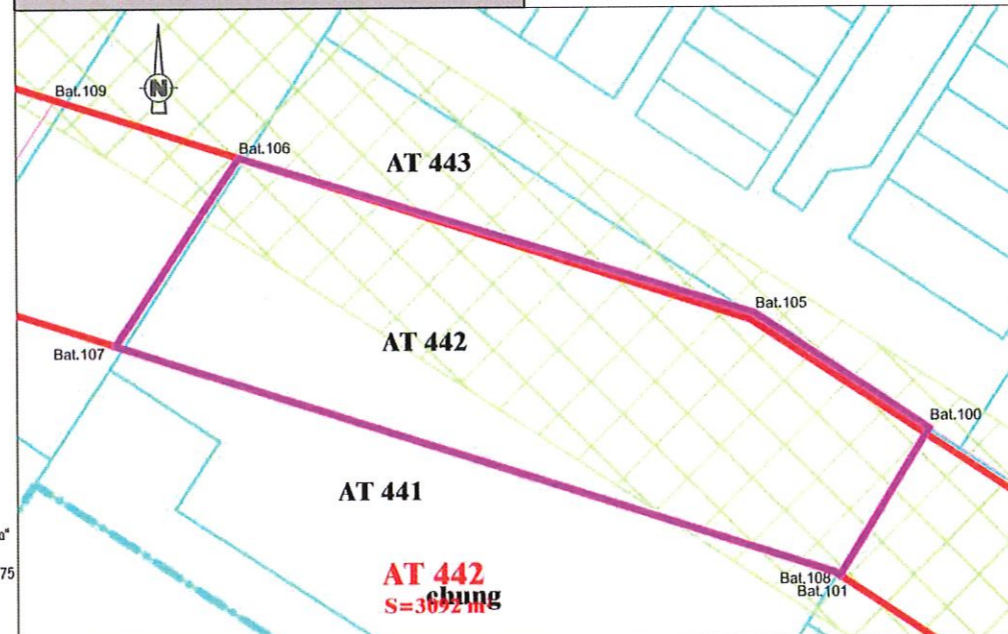 Bat.109
N
Bat.106
AT 443
Bat.105
AT 442
Bat.107
Bat.100
AT 441
75
Bat.108
AT 442
Bat.101
chung
S=3092 m